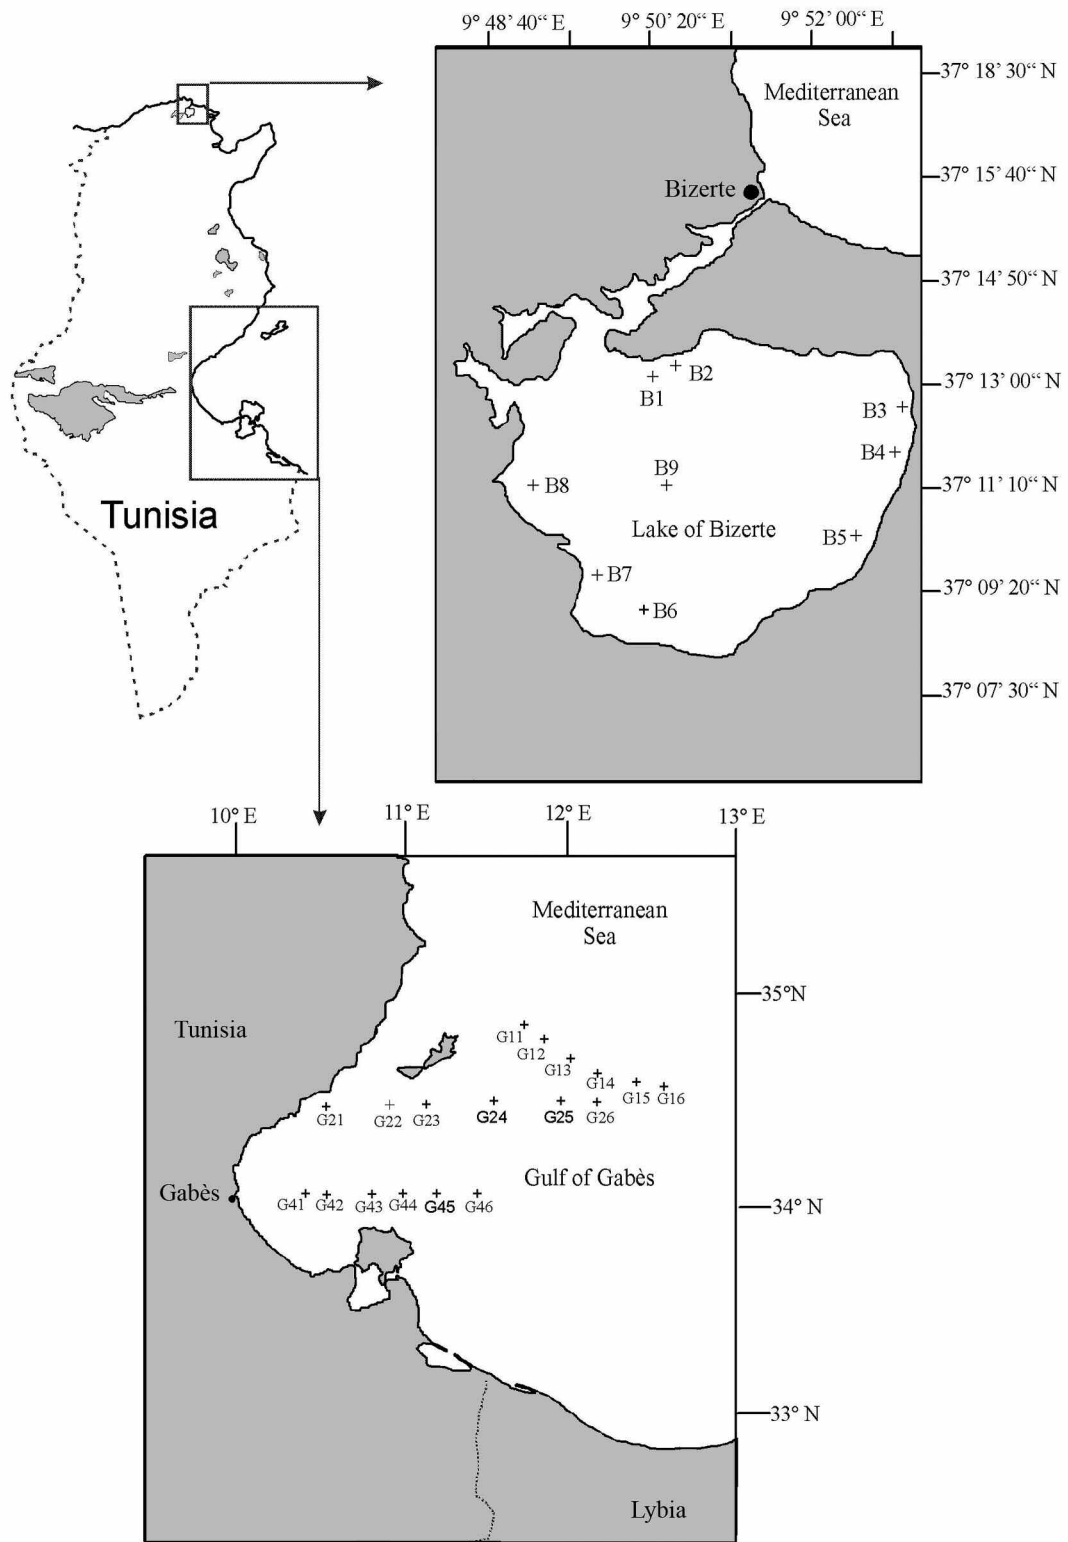 9° 48' 40“ E
9° 50' 20“ E
9° 52' 00“ E
37° 18' 30“ N
Mediterranean
Sea
37° 15' 40“ N
Bizerte
37° 14' 50“ N
B2
37° 13' 00“ N
B1
B3
B4
B9
B8
37° 11' 10“ N
Lake of Bizerte
B5
B7
37° 09' 20“ N
B6
37° 07' 30“ N
Tunisia
10° E
11° E
12° E
13° E
Mediterranean
Sea
35°N
Tunisia
G11
G12
G13
G14
G15
G16
G21
G22
G23
G24
G25
G26
Gulf of Gabès
Gabès
G41
G42
G43
G44
G45
G46
34° N
33° N
Lybia